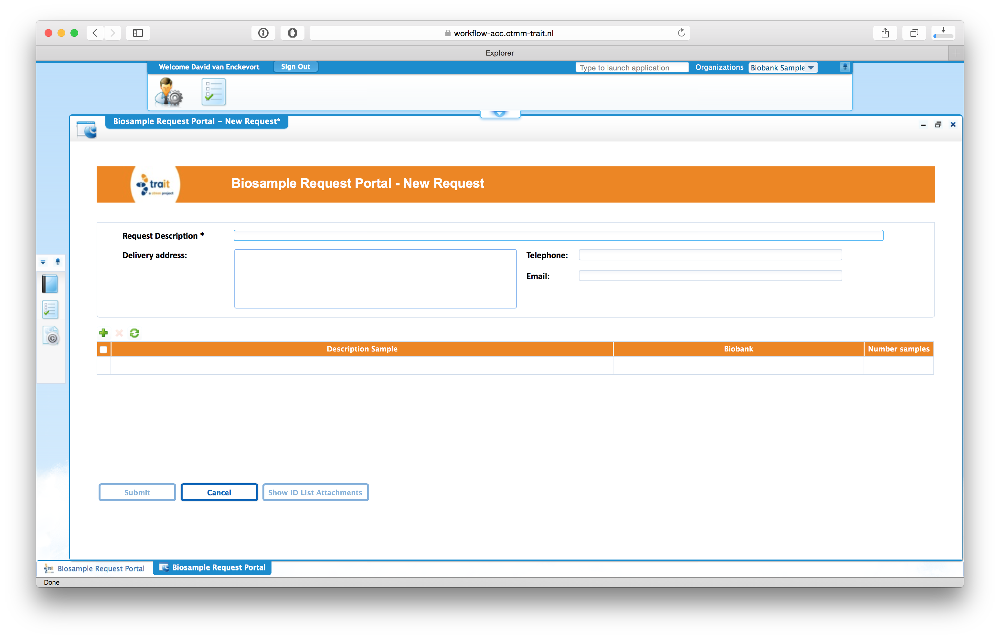 workflow-acc.ctmm-trait.nl
Explorer
Welcome David van Enckevort
Sign Out
Type to launch application
Organizations
Biobank Sample
Biosample Request Portal – New Request*
trait
a ctmm project
Biosample Request Portal - New Request
Request Description *
Delivery address:
Telephone:
Email:
Description Sample
Biobank
Number samples
Submit
Cancel
Show ID List Attachments
Biosample Request Portal
Biosample Request Portal
Done